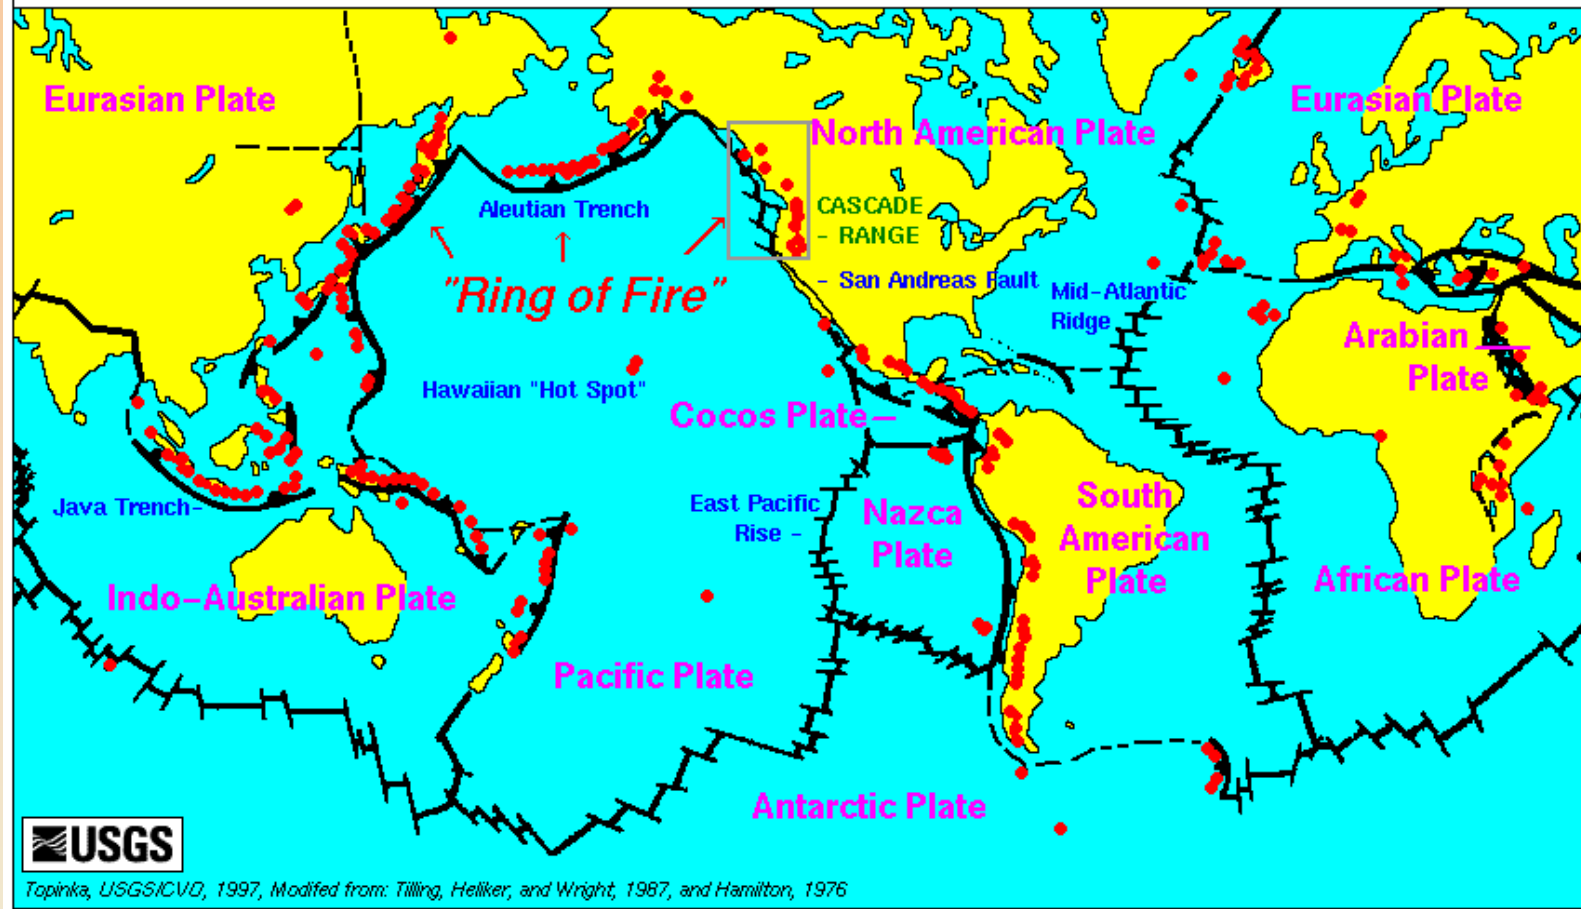 Eurasian Plate
Eurasian Plate
North American Plate
CASCADE
- RANGE
Aleutian Trench
"Ring of Fire"
- San Andreas Fault
Mid-Atlantic
Ridge
Arabian
Plate
Hawaiian "Hot Spot"
Cocos Plate—
Java Trench-
East Pacific
Rise -
Nazca
Plate
South
American
Plate
Indo-Australian Plate
African Plate
Pacific Plate
Antarctic Plate
USGS
Topinka, USGS/CVO, 1997, Modifed from: Tilling, Heliker, and Wright, 1987, and Hamilton, 1976